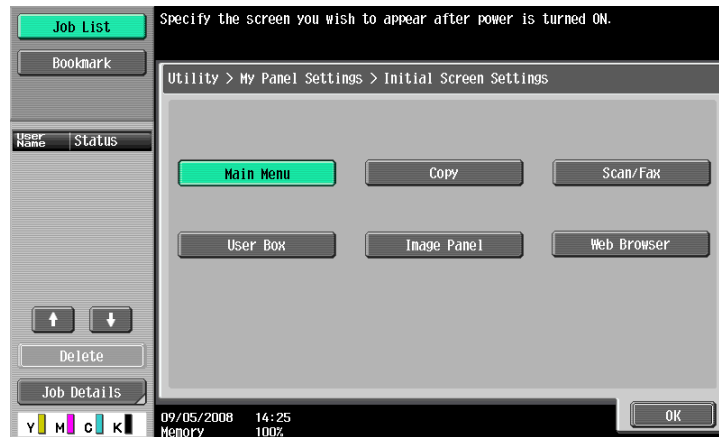 Job List
Bookmark
User Name Status
Delete
Job Details
Y M C K
Specify the screen you wish to appear after power is turned ON.
Utility > My Panel Settings > Initial Screen Settings
Main Menu Copy Scan/Fax
User Box Image Panel Web Browser
09/05/2008 14:25
Memory 100%
OK